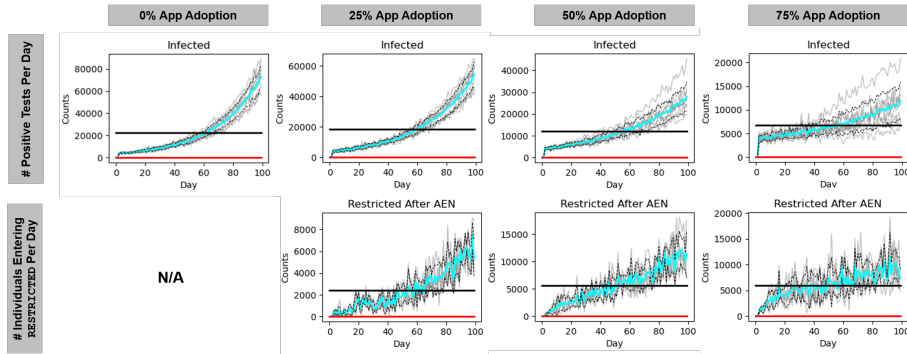 0% App Adoption
25% App Adoption
50% App Adoption
75% App Adoption
# Positive Tests Per Day
Infected
Counts
80000
60000
40000
20000
0
0 20 40 60 80 100
Day
Infected
Counts
60000
40000
20000
0
0 20 40 60 80 100
Day
Infected
Counts
40000
30000
20000
10000
0
0 20 40 60 80 100
Day
Infected
Counts
20000
15000
10000
5000
0
0 20 40 60 80 100
Day
# Individuals Entering
RESTRICTED Per Day
N/A
Restricted After AEN
Counts
8000
6000
4000
2000
0
0 20 40 60 80 100
Day
Restricted After AEN
Counts
15000
10000
5000
0
0 20 40 60 80 100
Day
Restricted After AEN
Counts
20000
15000
10000
5000
0
0 20 40 60 80 100
Day